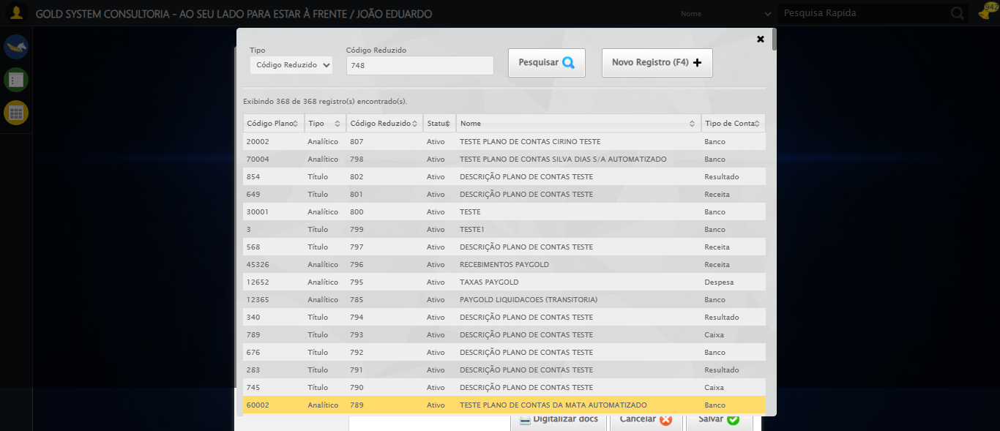 GOLD SYSTEM CONSULTORIA - AO SEU LADO PARA ESTAR À FRENTE / JOÃO EDUARDO
Nome
Pesquisa Rapida
942
Tipo
Código Reduzido
Código Reduzido
748
Pesquisar
Novo Registro (F4)
Exibindo 368 de 368 registro(s) encontrado(s).
Código Plano Tipo Código Reduzido Status Nome Tipo de Conta
20002 Analítico 807 Ativo TESTE PLANO DE CONTAS CIRINO TESTE Banco
70004 Analítico 798 Ativo TESTE PLANO DE CONTAS SILVA DIAS S/A AUTOMATIZADO Banco
854 Título 802 Ativo DESCRIÇÃO PLANO DE CONTAS TESTE Resultado
649 Título 801 Ativo DESCRIÇÃO PLANO DE CONTAS TESTE Receita
30001 Analítico 800 Ativo TESTE Banco
3 Título 799 Ativo TESTE1 Banco
568 Título 797 Ativo DESCRIÇÃO PLANO DE CONTAS TESTE Receita
45326 Analítico 796 Ativo RECEBIMENTOS PAYGOLD Receita
12652 Analítico 795 Ativo TAXAS PAYGOLD Despesa
12365 Analítico 785 Ativo PAYGOLD LIQUIDACOES (TRANSITORIA) Banco
340 Título 794 Ativo DESCRIÇÃO PLANO DE CONTAS TESTE Resultado
789 Título 793 Ativo DESCRIÇÃO PLANO DE CONTAS TESTE Caixa
676 Título 792 Ativo DESCRIÇÃO PLANO DE CONTAS TESTE Banco
283 Título 791 Ativo DESCRIÇÃO PLANO DE CONTAS TESTE Resultado
745 Título 790 Ativo DESCRIÇÃO PLANO DE CONTAS TESTE Caixa
60002 Analítico 789 Ativo TESTE PLANO DE CONTAS DA MATA AUTOMATIZADO Banco
Digitalizar docs
Cancelar
Salvar